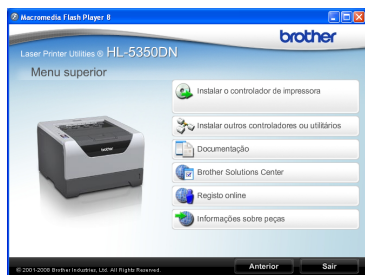 Macromedia Flash Player 8
brother
Laser Printer Utilities ® HL-5350DN
Menu superior
Instalar o controlador de impressora
Instalar outros controladores ou utilitários
Documentação
Brother Solutions Center
Registo online
Informações sobre peças
brother
© 2001-2008 Brother Industries, Ltd. All Rights Reserved.
Anterior
Sair